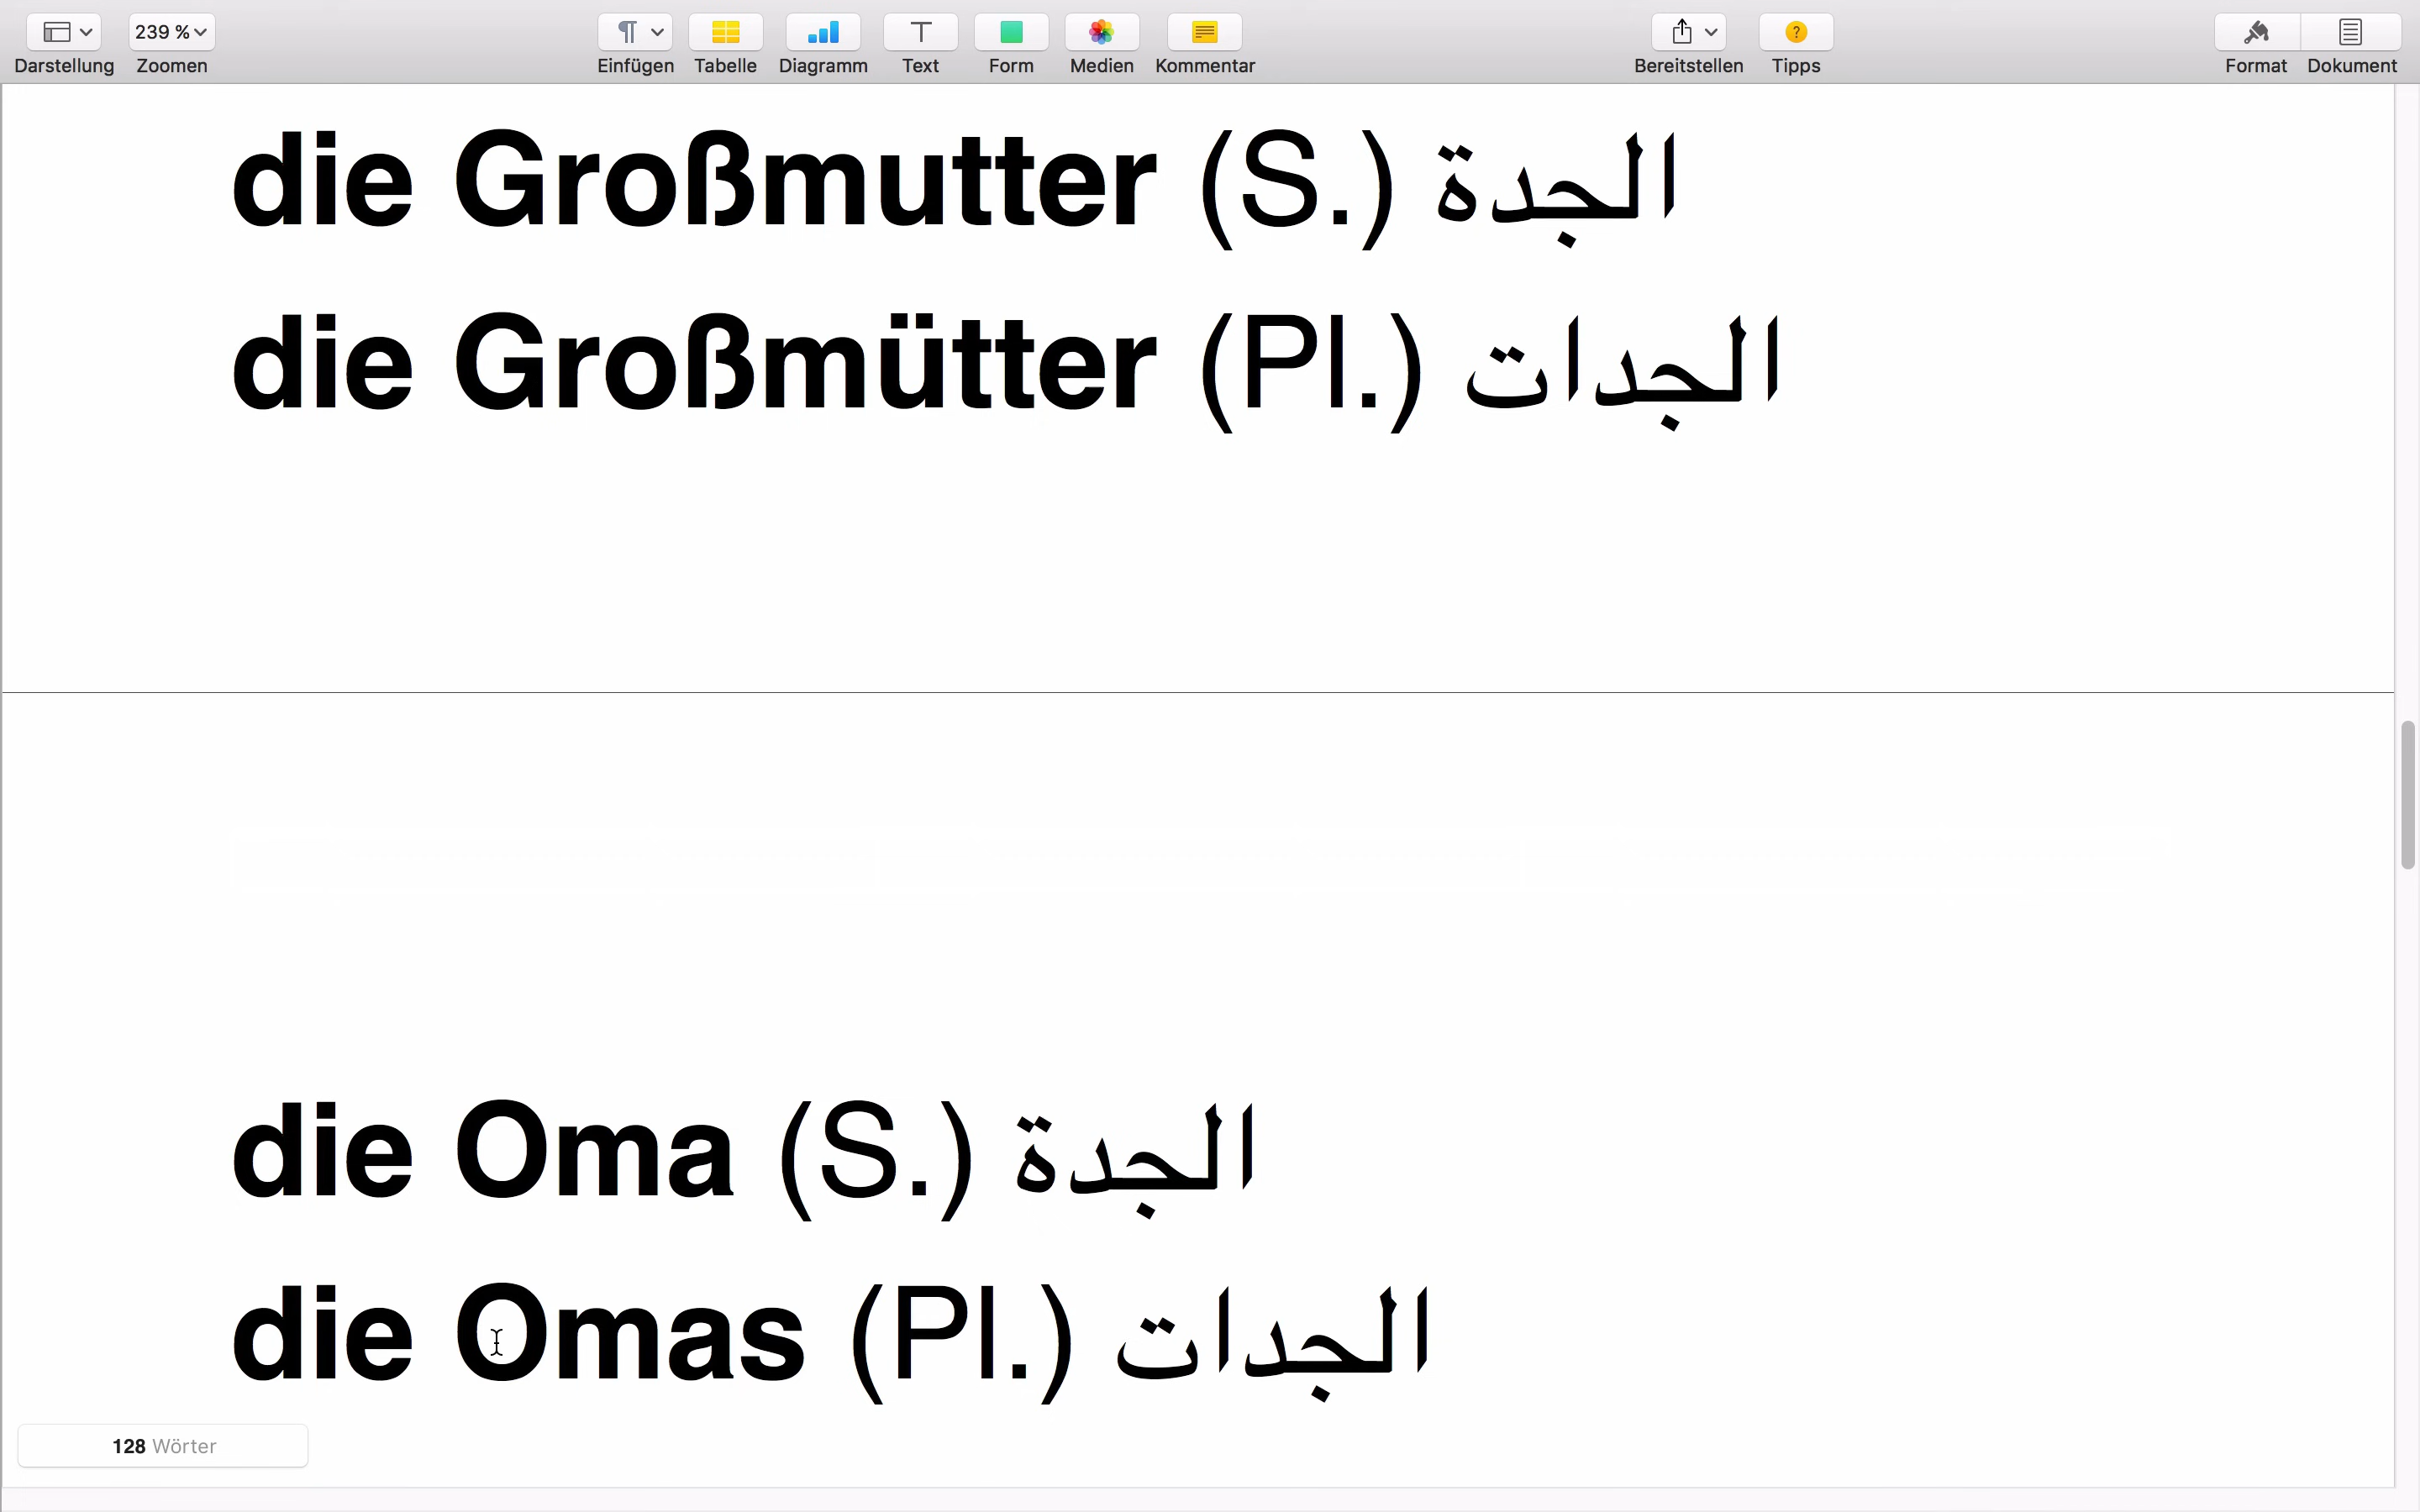 239 %
Darstellung Zoomen Einfügen Tabelle Diagramm Text Form Medien Kommentar Bereitstellen Tipps Format Dokument
die Großmutter (S.) الجدة
die Großmütter (Pl.) الجدات
die Oma (S.) الجدة
die Omas (Pl.) الجدات
128 Wörter